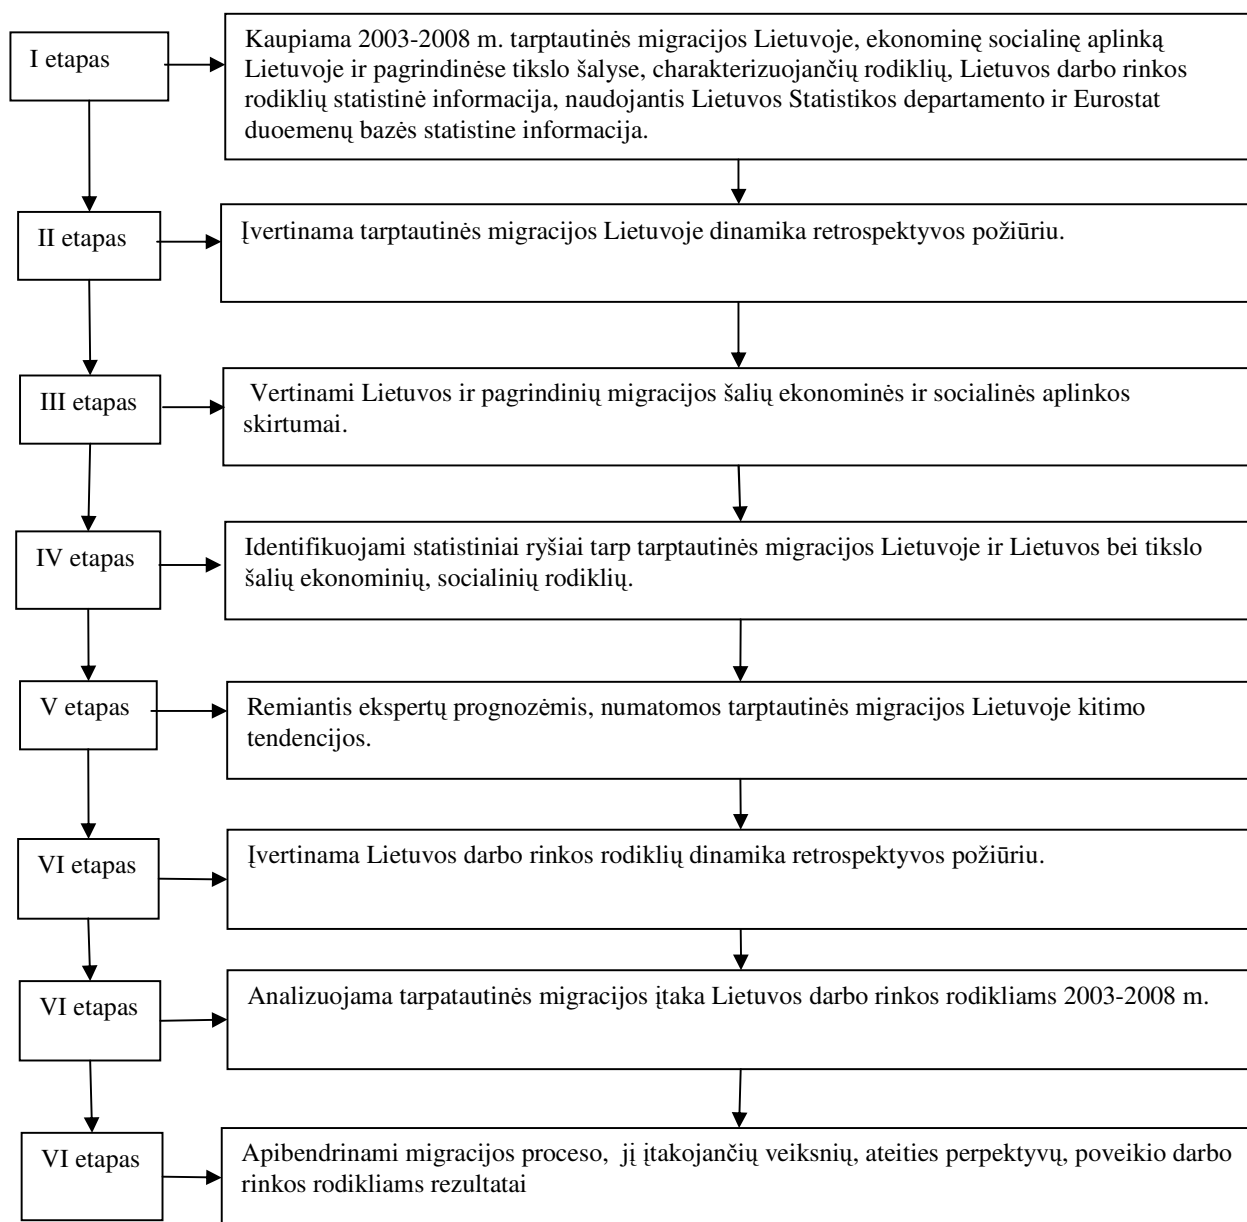 I etapas
Kaupiama 2003-2008 m. tarptautinės migracijos Lietuvoje, ekonominę socialinę aplinką
Lietuvoje ir pagrindinėse tikslo šalyse, charakterizuojančių rodiklių, Lietuvos darbo rinkos
rodiklių statistinė informacija, naudojantis Lietuvos Statistikos departamento ir Eurostat
duoemenų bazės statistine informacija.
II etapas
Įvertinama tarptautinės migracijos Lietuvoje dinamika retrospektyvos požiūriu.
III etapas
Vertinami Lietuvos ir pagrindinių migracijos šalių ekonominės ir socialinės aplinkos
skirtumai.
IV etapas
Identifikuojami statistiniai ryšiai tarp tarptautinės migracijos Lietuvoje ir Lietuvos bei tikslo
šalių ekonominių, socialinių rodiklių.
V etapas
Remiantis ekspertų prognozėmis, numatomos tarptautinės migracijos Lietuvoje kitimo
tendencijos.
VI etapas
Įvertinama Lietuvos darbo rinkos rodiklių dinamika retrospektyvos požiūriu.
VI etapas
Analizuojama tarpatautinės migracijos įtaka Lietuvos darbo rinkos rodikliams 2003-2008 m.
VI etapas
Apibendrinami migracijos proceso, jį įtakojančių veiksnių, ateities perpektyvų, poveikio darbo
rinkos rodikliams rezultatai